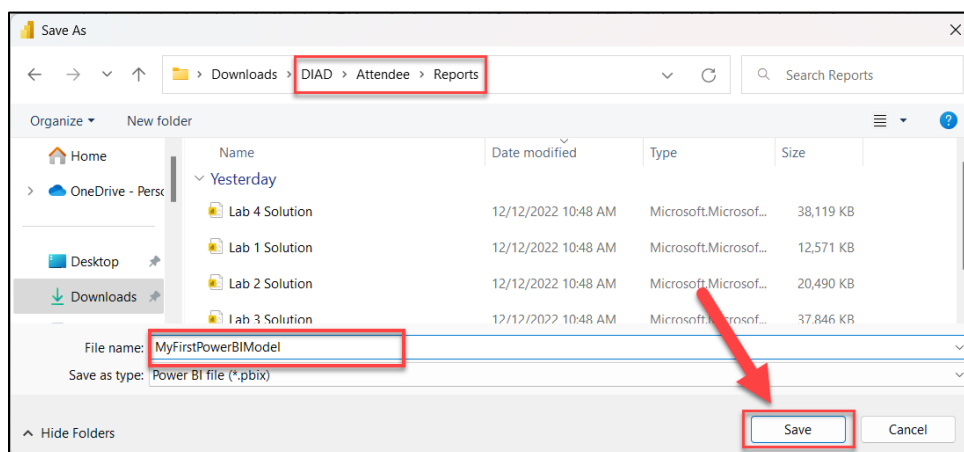 Save As
Downloads > DIAD > Attendee > Reports
Search Reports
Organize
New folder
Home
OneDrive - Perso
Desktop
Downloads
Name
Date modified
Type
Size
Yesterday
Lab 4 Solution 12/12/2022 10:48 AM Microsoft.Microsof... 38,119 KB
Lab 1 Solution 12/12/2022 10:48 AM Microsoft.Microsof... 12,571 KB
Lab 2 Solution 12/12/2022 10:48 AM Microsoft.Microsof... 20,490 KB
Lab 3 Solution 12/12/2022 10:48 AM Microsoft.Microsof... 37,846 KB
File name: MyFirstPowerBIModel
Save as type: Power BI file (*.pbix)
Hide Folders
Save
Cancel